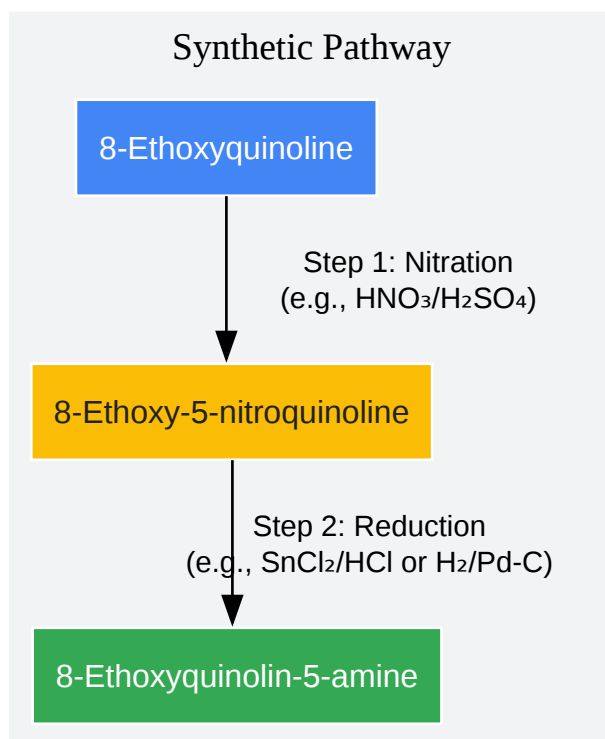 Synthetic Pathway
8-Ethoxyquinoline
Step 1: Nitration
(e.g., HNO₃/H₂SO₄)
8-Ethoxy-5-nitroquinoline
Step 2: Reduction
(e.g., SnCl₂/HCl or H₂/Pd-C)
8-Ethoxyquinolin-5-amine